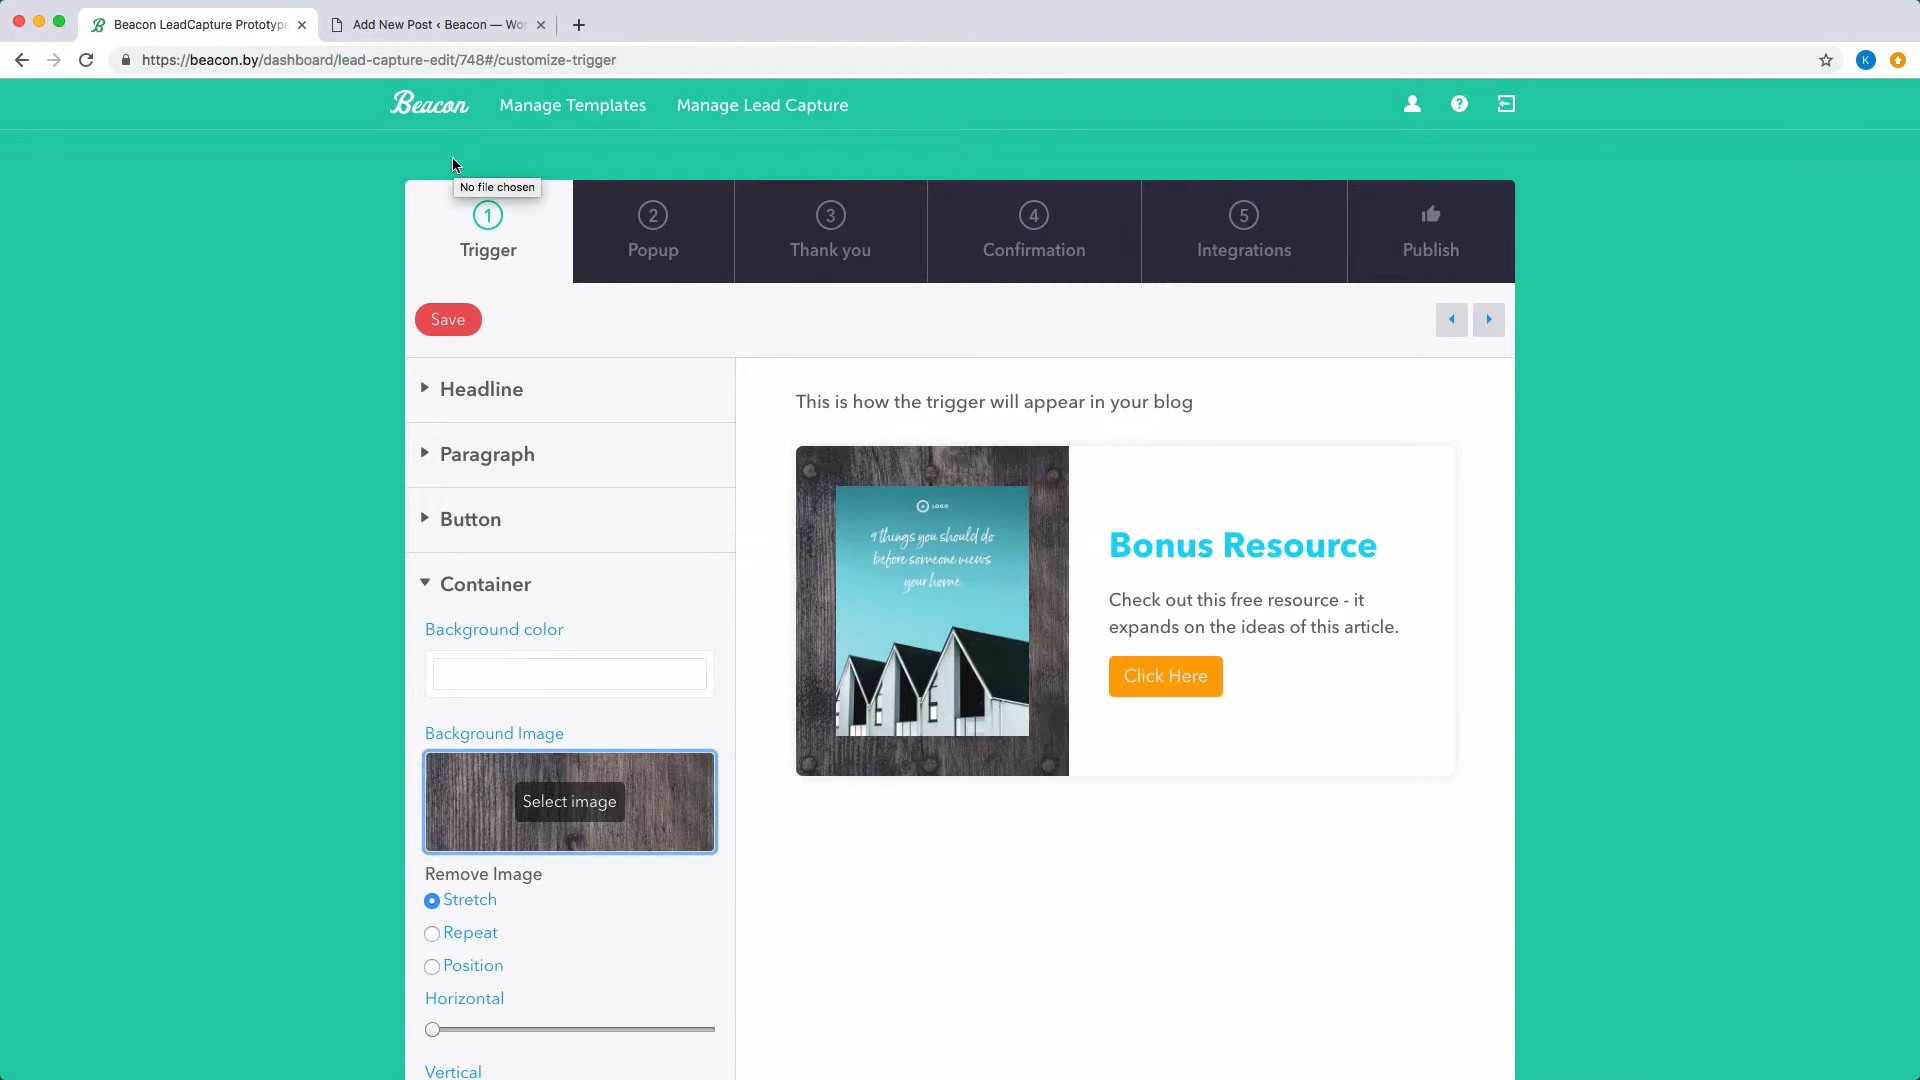 Beacon LeadCapture Prototype
Add New Post ‹ Beacon — Wor
https://beacon.by/dashboard/lead-capture-edit/748#/customize-trigger
K
Beacon
Manage Templates
Manage Lead Capture
No file chosen
1
Trigger
2
Popup
3
Thank you
4
Confirmation
5
Integrations
Publish
Save
Headline
Paragraph
Button
Container
Background color
Background Image
Select image
Remove Image
Stretch
Repeat
Position
Horizontal
Vertical
This is how the trigger will appear in your blog
LOGO
9 things you should do
before someone views
your home
Bonus Resource
Check out this free resource - it
expands on the ideas of this article.
Click Here